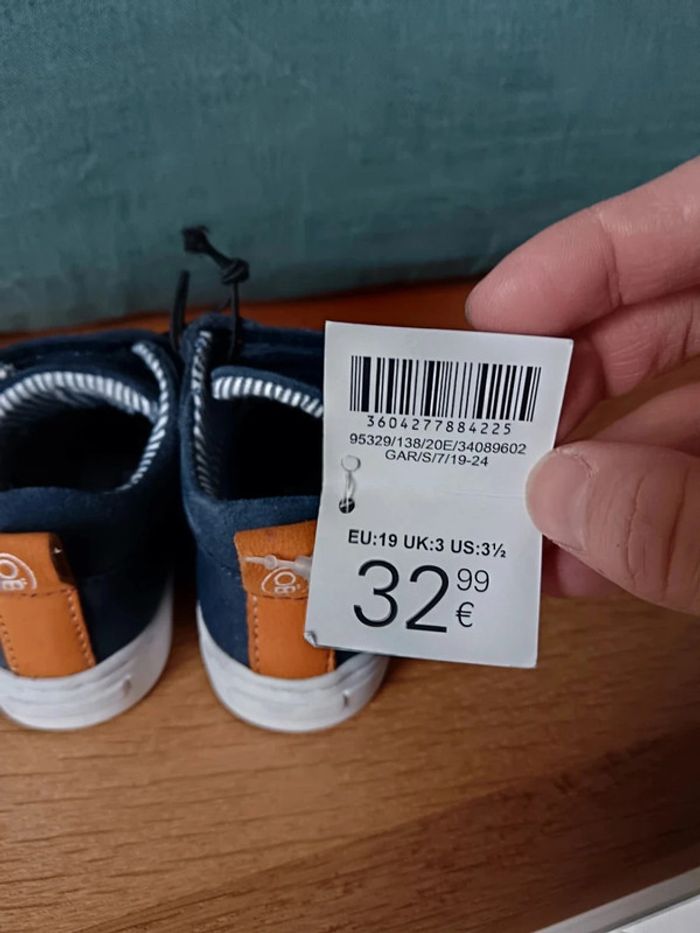 3604277884225
95329/138/20E/34089602
GAR/S/7/19-24
EU:19 UK:3 US:3½
32 99
€